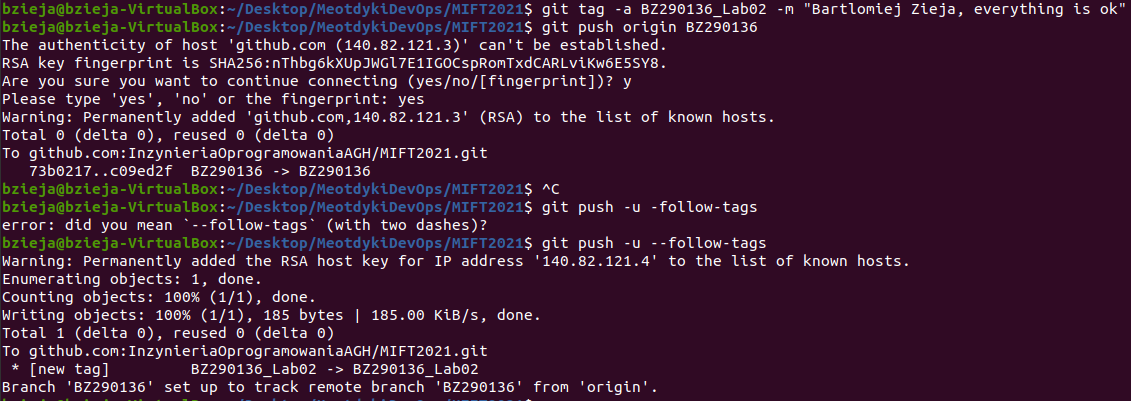 bzieja@bzieja-VirtualBox:~/Desktop/MeotdykiDevOps/MIFT2021$ git tag -a BZ290136_Lab02 -m "Bartlomiej Zieja, everything is ok"
bzieja@bzieja-VirtualBox:~/Desktop/MeotdykiDevOps/MIFT2021$ git push origin BZ290136
The authenticity of host 'github.com (140.82.121.3)' can't be established.
RSA key fingerprint is SHA256:nThbg6kXUpJWGl7E1IGOCspRomTxdCARLviKw6E5SY8.
Are you sure you want to continue connecting (yes/no/[fingerprint])? y
Please type 'yes', 'no' or the fingerprint: yes
Warning: Permanently added 'github.com,140.82.121.3' (RSA) to the list of known hosts.
Total 0 (delta 0), reused 0 (delta 0)
To github.com:InzynieriaOprogramowaniaAGH/MIFT2021.git
   73b0217..c09ed2f  BZ290136 -> BZ290136
bzieja@bzieja-VirtualBox:~/Desktop/MeotdykiDevOps/MIFT2021$ ^C
bzieja@bzieja-VirtualBox:~/Desktop/MeotdykiDevOps/MIFT2021$ git push -u -follow-tags
error: did you mean `--follow-tags` (with two dashes)?
bzieja@bzieja-VirtualBox:~/Desktop/MeotdykiDevOps/MIFT2021$ git push -u --follow-tags
Warning: Permanently added the RSA host key for IP address '140.82.121.4' to the list of known hosts.
Enumerating objects: 1, done.
Counting objects: 100% (1/1), done.
Writing objects: 100% (1/1), 185 bytes | 185.00 KiB/s, done.
Total 1 (delta 0), reused 0 (delta 0)
To github.com:InzynieriaOprogramowaniaAGH/MIFT2021.git
 * [new tag]         BZ290136_Lab02 -> BZ290136_Lab02
Branch 'BZ290136' set up to track remote branch 'BZ290136' from 'origin'.